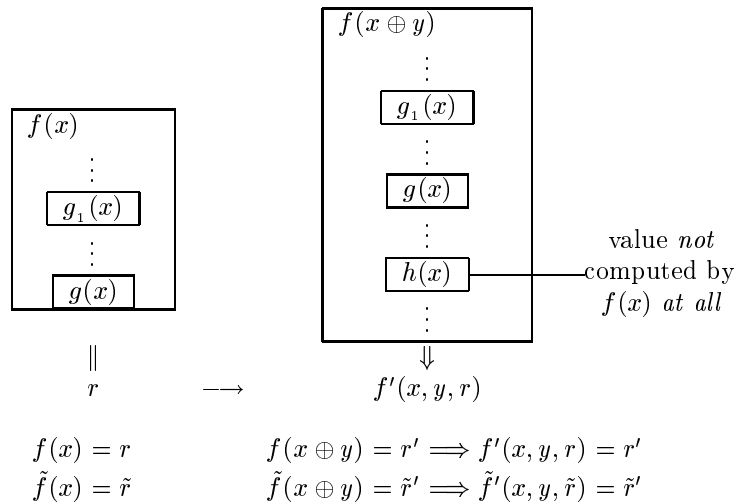 f(x ⊕ y)
⋮
g₁(x)
f(x)
⋮
g₁(x)
⋮
g(x)
⋮
g(x)
⋮
h(x)
⋮
value not
computed by
f(x) at all
∥
r
⟶
⇓
f′(x, y, r)
f(x) = r
f(x ⊕ y) = r′ ⟹ f′(x, y, r) = r′
f̃(x) = r̃
f̃(x ⊕ y) = r̃′ ⟹ f̃′(x, y, r̃) = r̃′